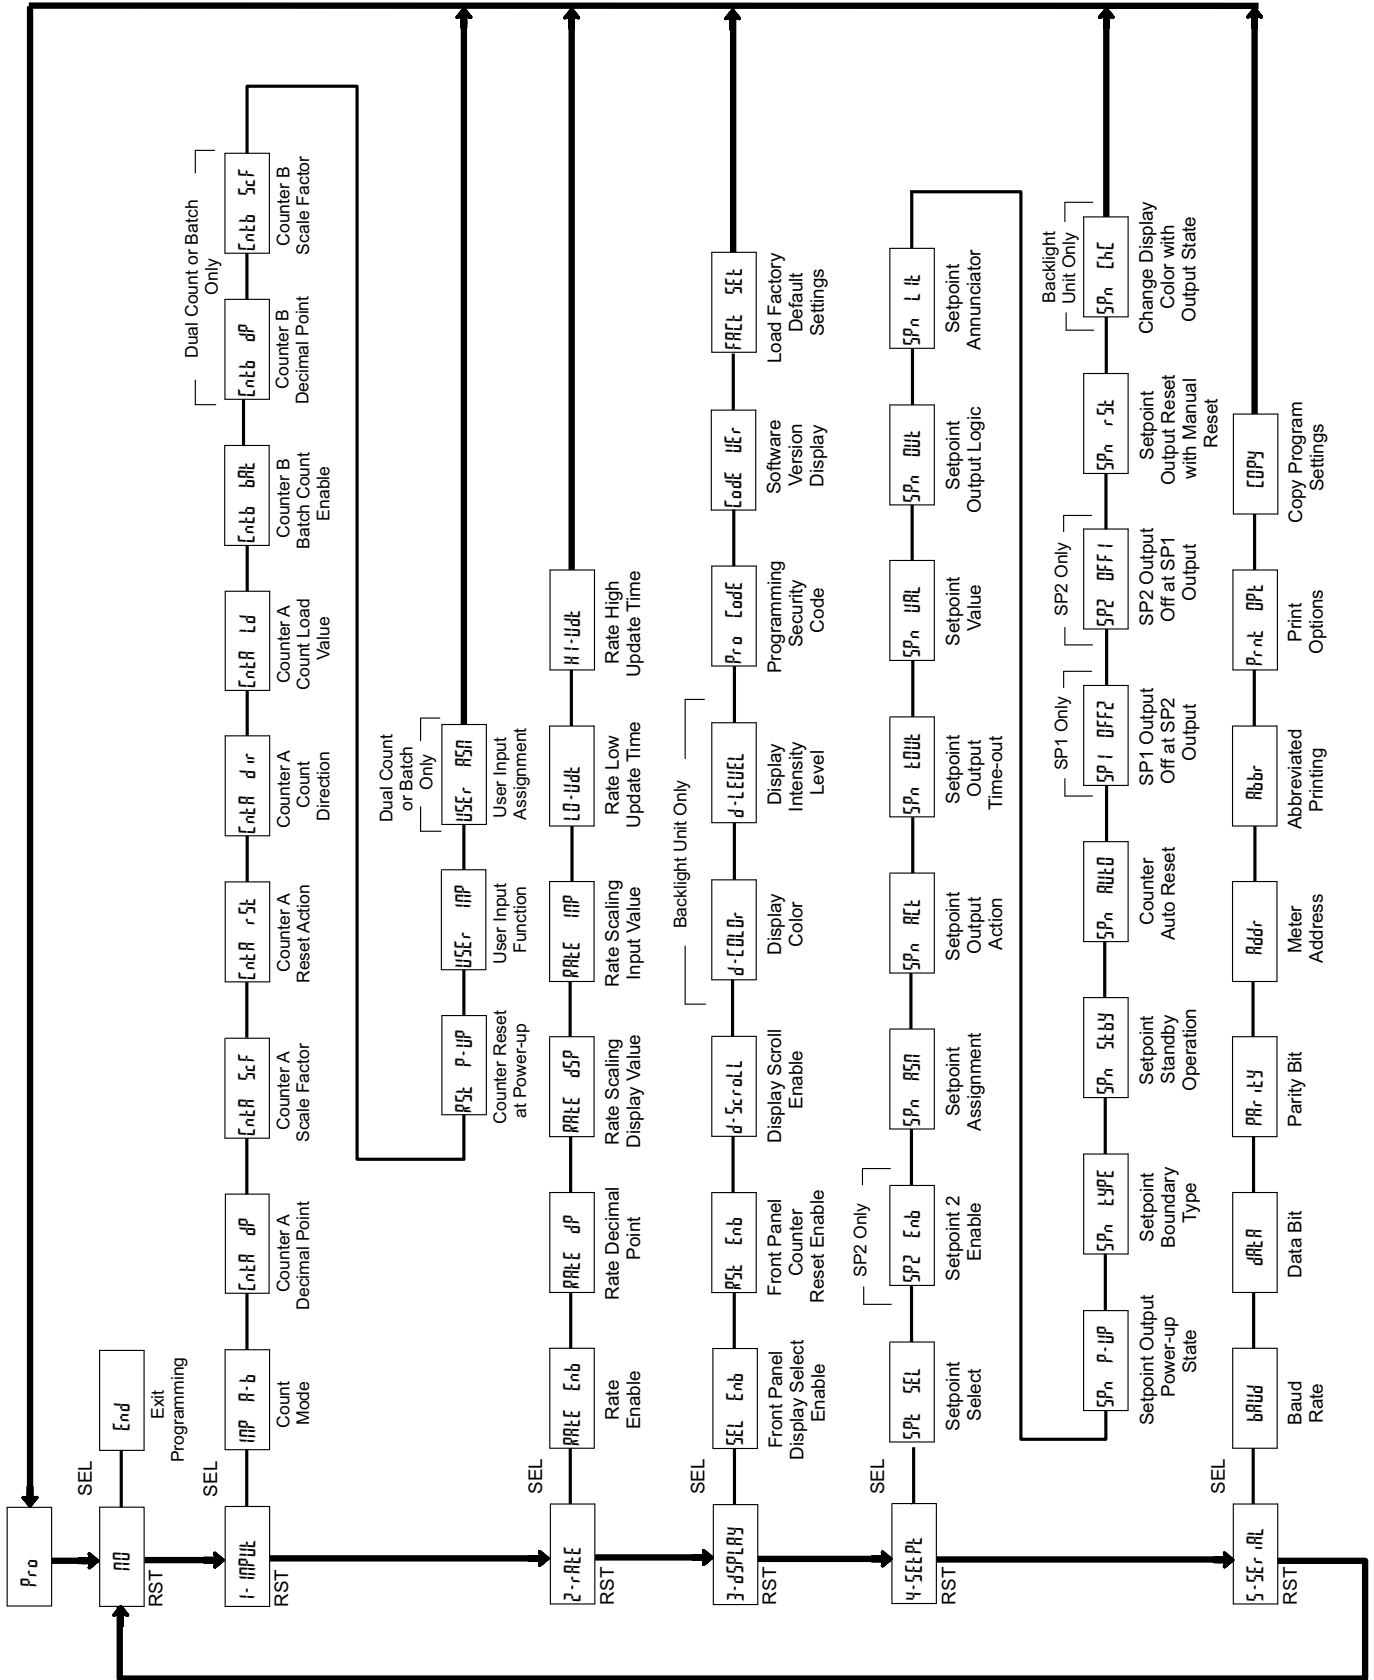 Pro
NO
RST
SEL
End
Exit
Programming
1-INPUt
RST
SEL
INP A-b
Count
Mode
CntA dP
Counter A
Decimal Point
CntA ScF
Counter A
Scale Factor
CntA rSt
Counter A
Reset Action
CntA dir
Counter A
Count
Direction
CntA Ld
Counter A
Count Load
Value
Cntb bAt
Counter B
Batch Count
Enable
Dual Count or Batch
Only
Cntb dP
Counter B
Decimal Point
Cntb ScF
Counter B
Scale Factor
RSt P-UP
Counter Reset
at Power-up
USEr INP
User Input
Function
Dual Count
or Batch
Only
USEr ASN
User Input
Assignment
2-rAtE
RST
SEL
RAtE Enb
Rate
Enable
RAtE dP
Rate Decimal
Point
RAtE dSP
Rate Scaling
Display Value
RAtE INP
Rate Scaling
Input Value
LO-Udt
Rate Low
Update Time
HI-Udt
Rate High
Update Time
3-dSPLAY
RST
SEL
SEL Enb
Front Panel
Display Select
Enable
RSt Enb
Front Panel
Counter
Reset Enable
d-ScroLL
Display Scroll
Enable
Backlight Unit Only
d-COLOr
Display
Color
d-LEVEL
Display
Intensity
Level
Pro CodE
Programming
Security
Code
CodE VEr
Software
Version
Display
FACt SEt
Load Factory
Default
Settings
4-SEtPt
RST
SEL
SPt SEL
Setpoint
Select
SP2 Only
SP2 Enb
Setpoint 2
Enable
SPn ASN
Setpoint
Assignment
SPn ACt
Setpoint
Output
Action
SPn tOUt
Setpoint
Output
Time-out
SPn VAL
Setpoint
Value
SPn OUt
Setpoint
Output Logic
SPn LIt
Setpoint
Annunciator
SPn P-UP
Setpoint Output
Power-up
State
SPn tYPE
Setpoint
Boundary
Type
SPn Stby
Setpoint
Standby
Operation
SPn AUtO
Counter
Auto Reset
SP1 Only
SP1 OFF2
SP1 Output
Off at SP2
Output
SP2 Only
SP2 OFF1
SP2 Output
Off at SP1
Output
SPn rSt
Setpoint
Output Reset
with Manual
Reset
Backlight
Unit Only
SPn ChC
Change Display
Color with
Output State
5-SErIAL
RST
SEL
bAUd
Baud
Rate
dAtA
Data Bit
PArity
Parity Bit
Addr
Meter
Address
Abbr
Abbreviated
Printing
Prnt OPt
Print
Options
COPY
Copy Program
Settings